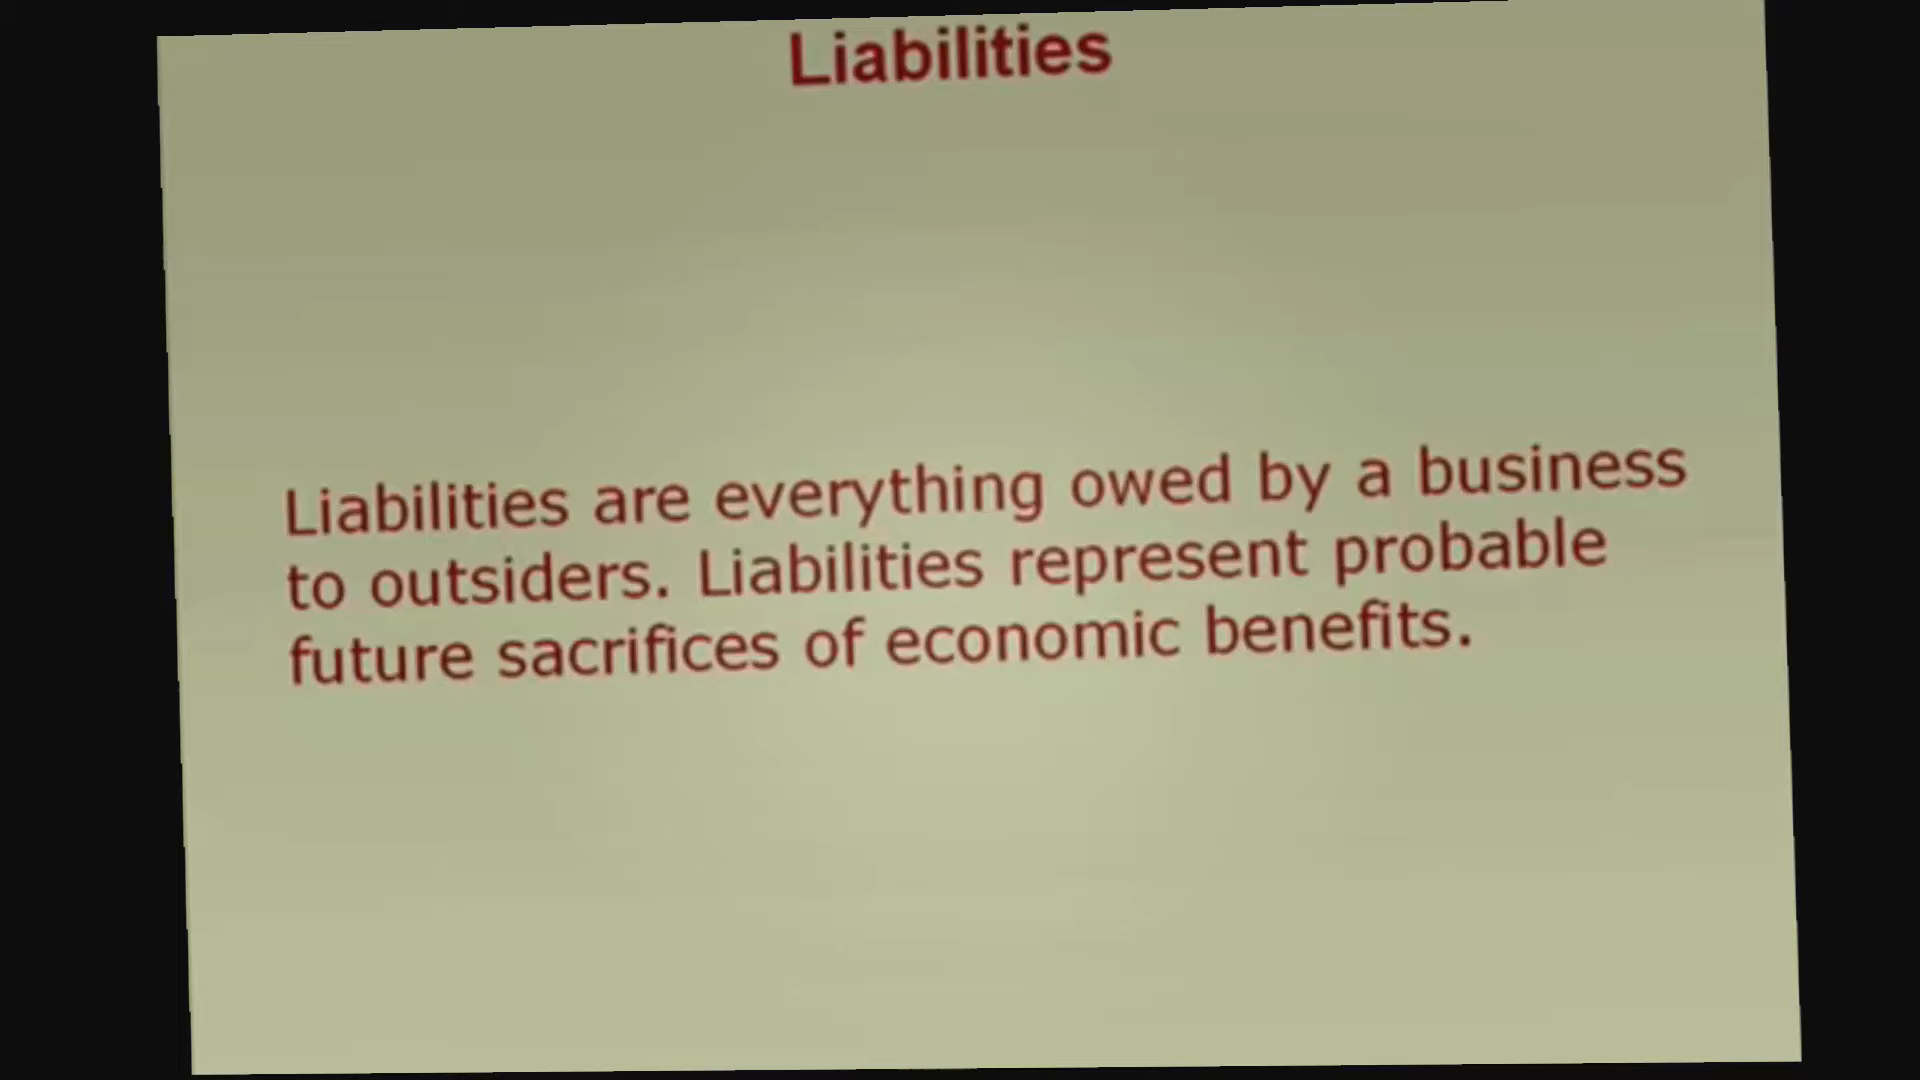 Liabilities
Liabilities are everything owed by a business
to outsiders. Liabilities represent probable
future sacrifices of economic benefits.